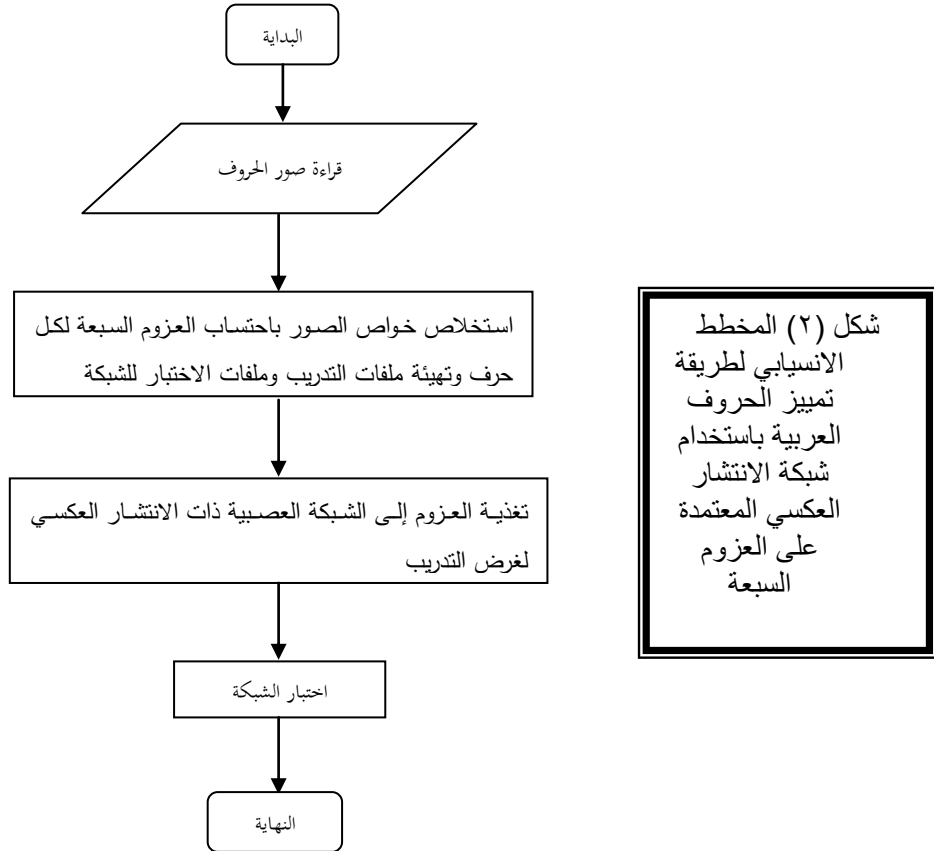 البداية
قراءة صور الحروف
استخلاص خواص الصور باحتساب العزوم السبعة لكل
حرف وتهيئة ملفات التدريب وملفات الاختبار للشبكة
تغذية العزوم إلى الشبكة العصبية ذات الانتشار العكسي
لغرض التدريب
اختبار الشبكة
النهاية
شكل (٢) المخطط
الانسيابي لطريقة
تمييز الحروف
العربية باستخدام
شبكة الانتشار
العكسي المعتمدة
على العزوم
السبعة